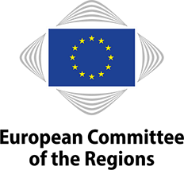 European Committee
of the Regions